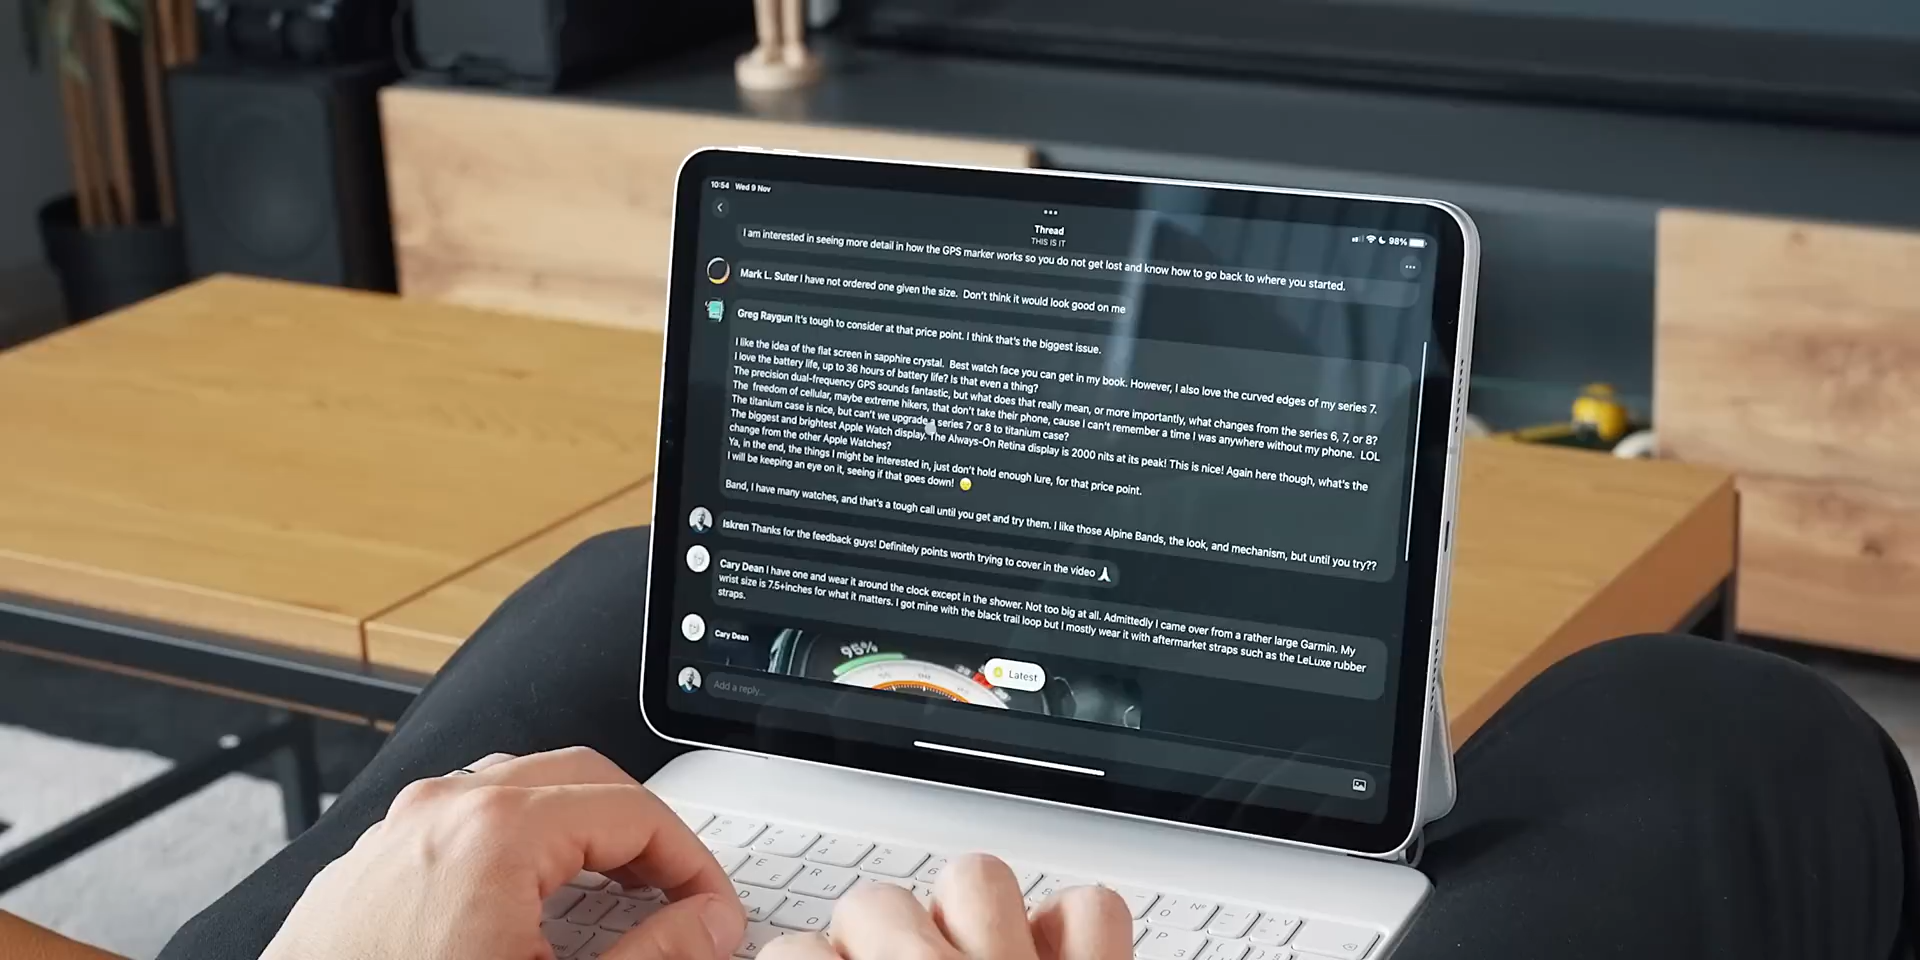 10:54 Wed 9 Nov
98%
Thread
THIS IS IT
I am interested in seeing more detail in how the GPS marker works so you do not get lost and know how to go back to where you started.
Mark L. Suter I have not ordered one given the size. Don't think it would look good on me
Greg Raygun It's tough to consider at that price point. I think that's the biggest issue.
I like the idea of the flat screen in sapphire crystal. Best watch face you can get in my book. However, I also love the curved edges of my series 7.
I love the battery life, up to 36 hours of battery life? Is that even a thing?
The precision dual-frequency GPS sounds fantastic, but what does that really mean, or more importantly, what changes from the series 6, 7, or 8?
The freedom of cellular, maybe extreme hikers, that don't take their phone, cause I can't remember a time I was anywhere without my phone. LOL
The titanium case is nice, but can't we upgrade a series 7 or 8 to titanium case?
The biggest and brightest Apple Watch display. The Always-On Retina display is 2000 nits at its peak! This is nice! Again here though, what's the
change from the other Apple Watches?
Ya, in the end, the things I might be interested in, just don't hold enough lure, for that price point.
I will be keeping an eye on it, seeing if that goes down!
Band, I have many watches, and that's a tough call until you get and try them. I like those Alpine Bands, the look, and mechanism, but until you try??
Iskren Thanks for the feedback guys! Definitely points worth trying to cover in the video
Cary Dean I have one and wear it around the clock except in the shower. Not too big at all. Admittedly I came over from a rather large Garmin. My
wrist size is 7.5+inches for what it matters. I got mine with the black trail loop but I mostly wear it with aftermarket straps such as the LeLuxe rubber
straps.
Cary Dean
95%
Latest
Add a reply...
2 3 4 5 6 8 0 №
E E R И
D A F O
P З